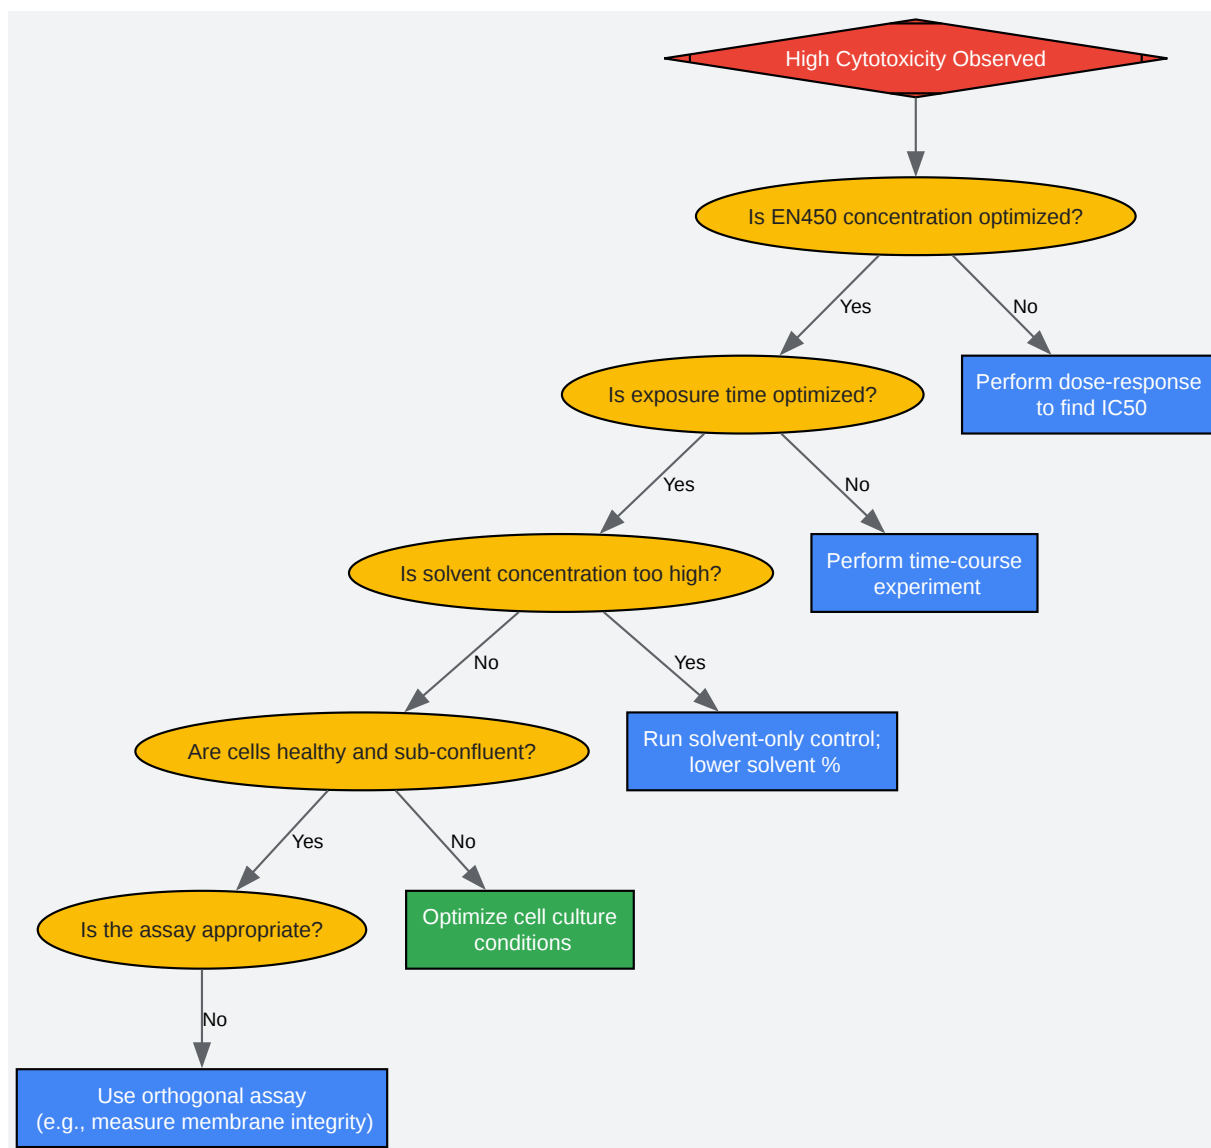 High Cytotoxicity Observed
Is EN450 concentration optimized?
Yes
No
Is exposure time optimized?
Perform dose-response
to find IC50
Yes
No
Is solvent concentration too high?
Perform time-course
experiment
No
Yes
Are cells healthy and sub-confluent?
Run solvent-only control;
lower solvent %
Yes
No
Is the assay appropriate?
Optimize cell culture
conditions
No
Use orthogonal assay
(e.g., measure membrane integrity)